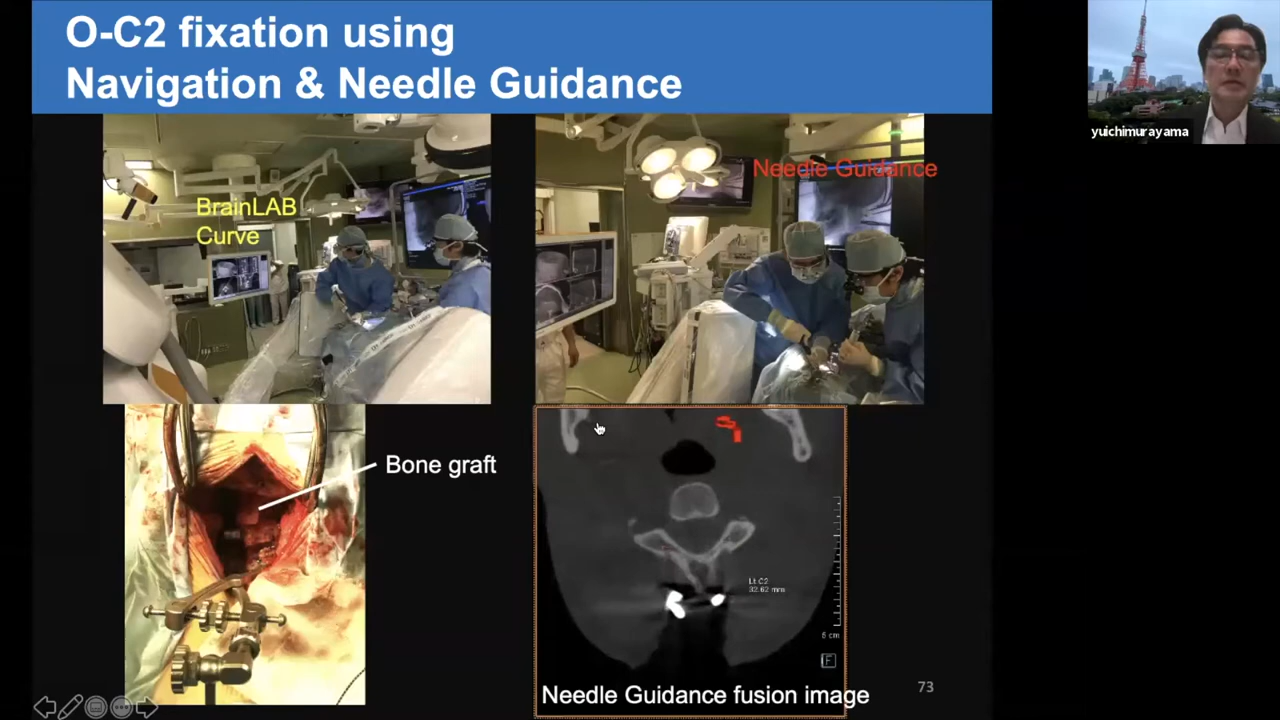 O-C2 fixation using
Navigation & Needle Guidance
yuichimurayama
BrainLAB
Curve
Needle Guidance
Bone graft
Lt. C2
32.62 mm
6 cm
F
Needle Guidance fusion image
73